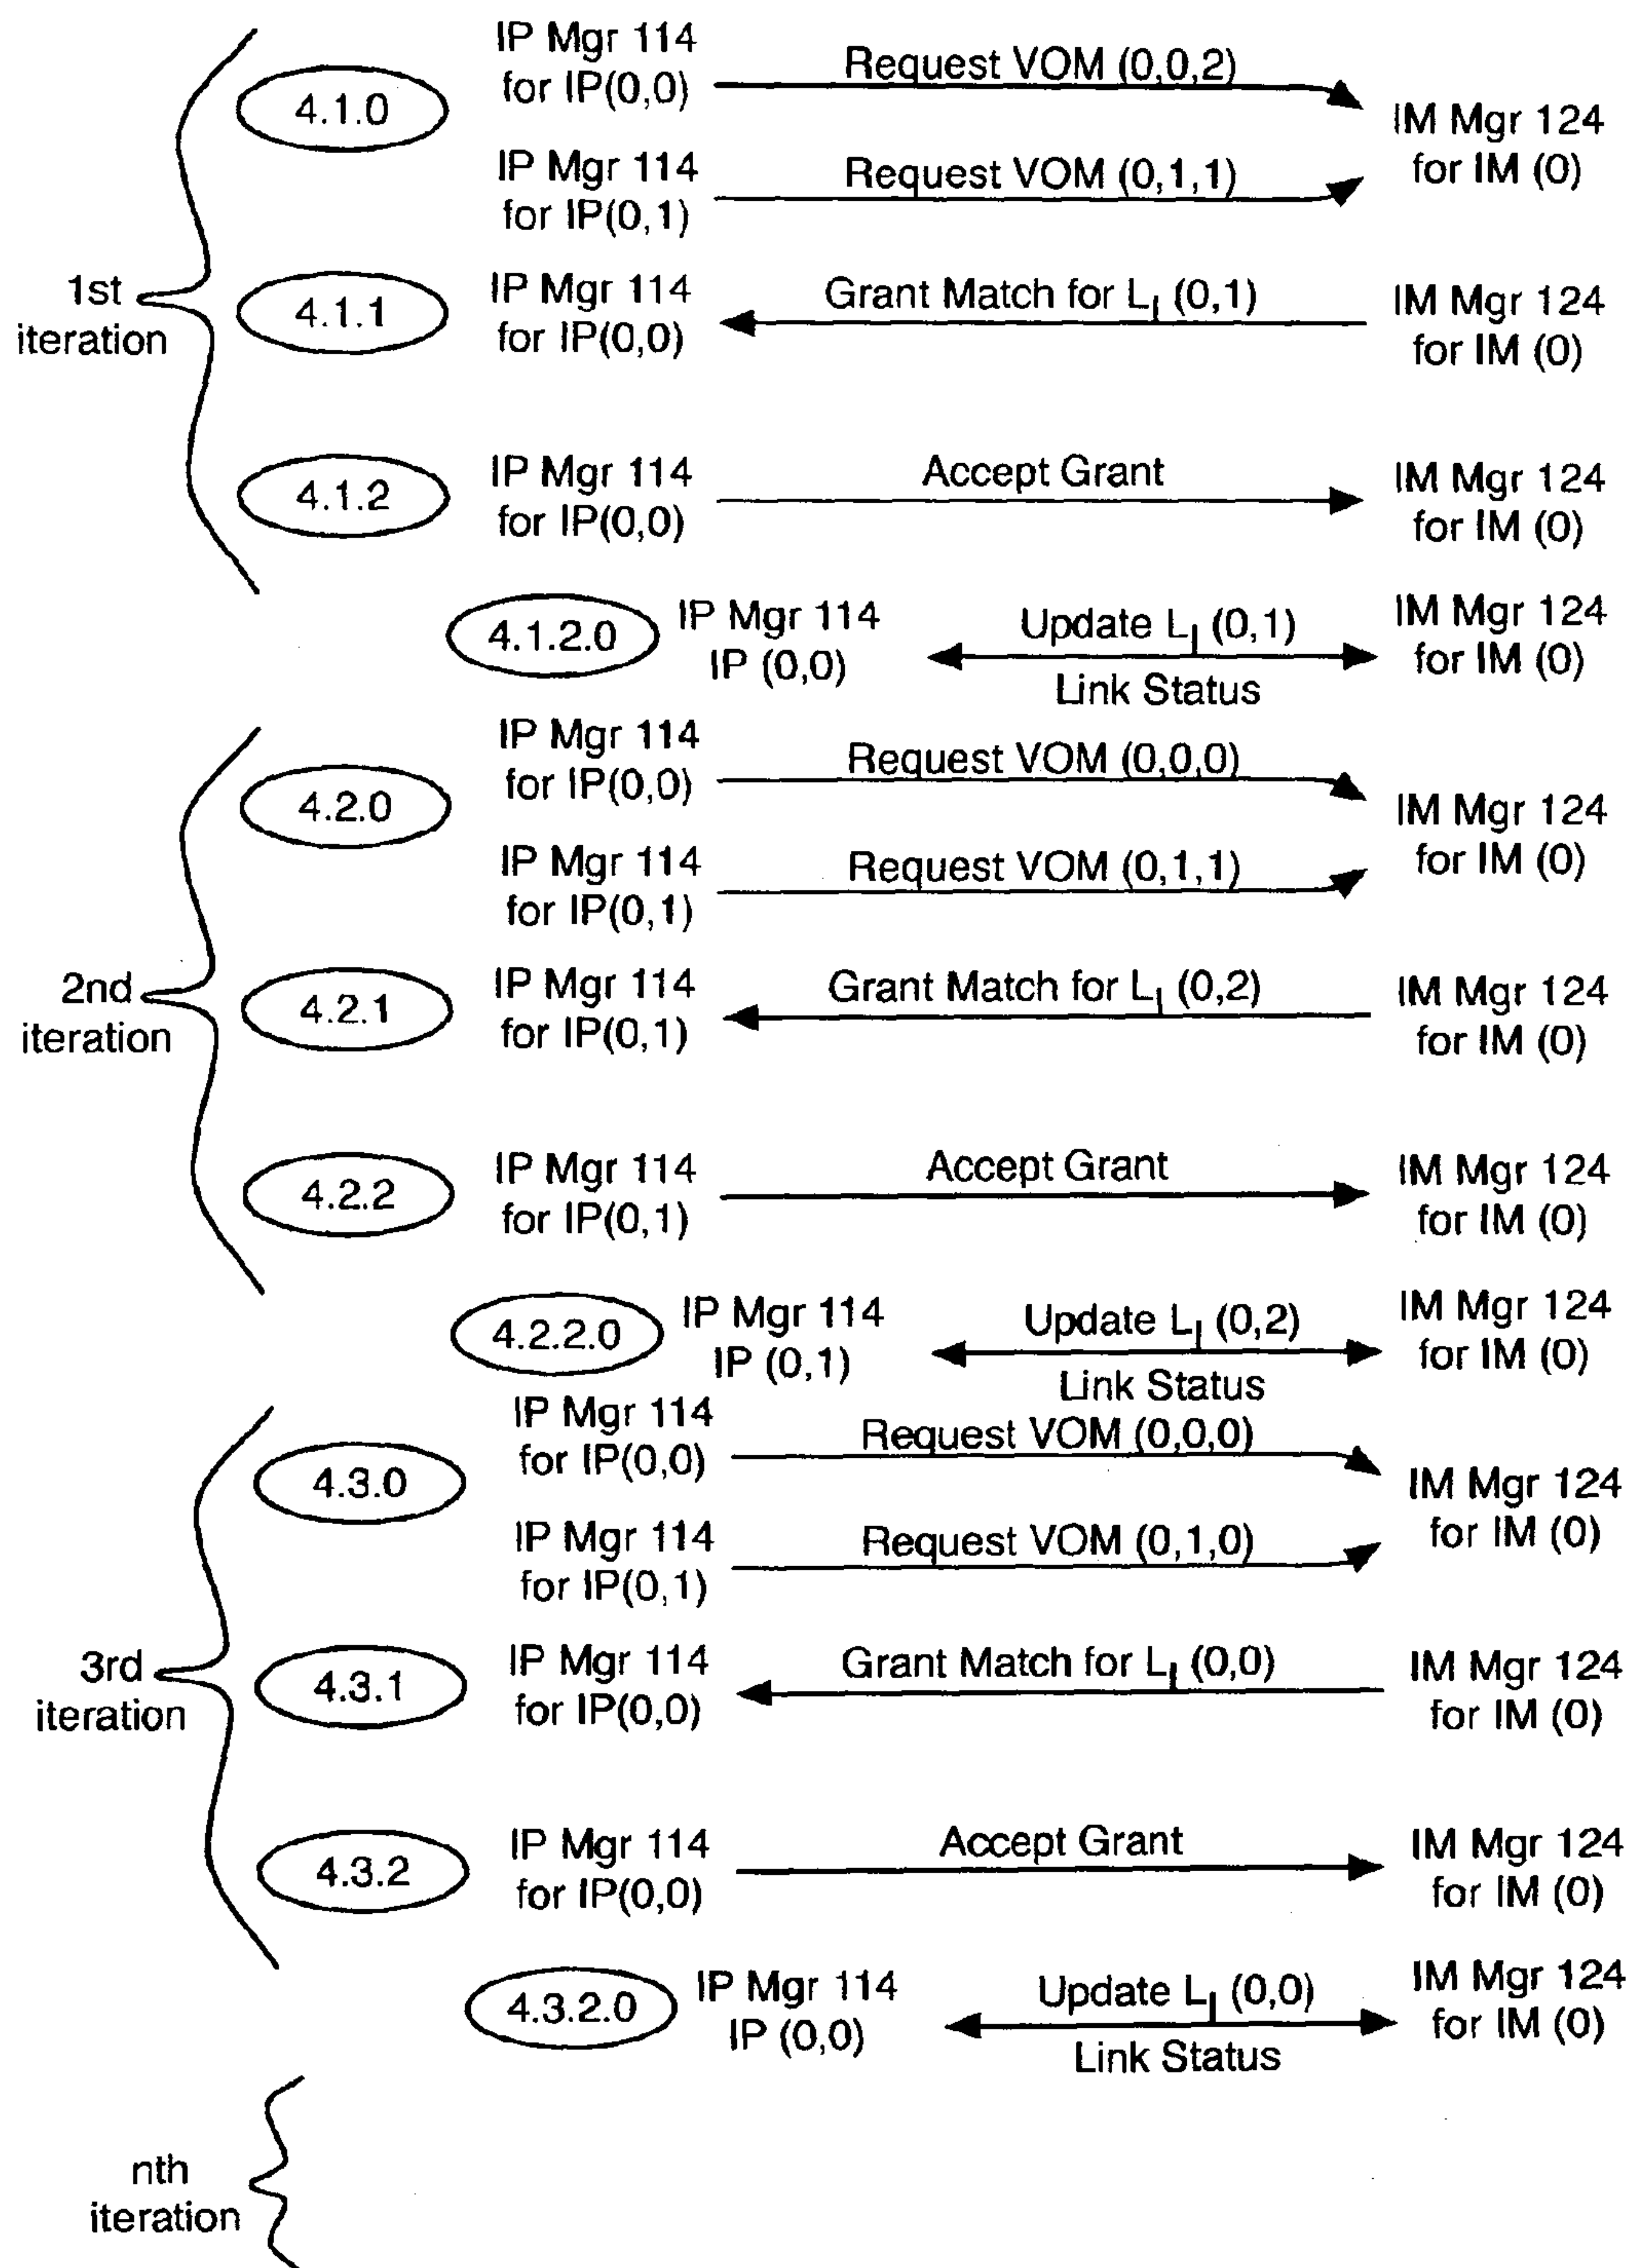 IP Mgr 114
for IP(0,0)
Request VOM (0,0,2)
4.1.0
IM Mgr 124
for IM (0)
IP Mgr 114
for IP(0,1)
Request VOM (0,1,1)
1st
iteration
4.1.1
IP Mgr 114
for IP(0,0)
Grant Match for LI (0,1)
IM Mgr 124
for IM (0)
4.1.2
IP Mgr 114
for IP(0,0)
Accept Grant
IM Mgr 124
for IM (0)
4.1.2.0
IP Mgr 114
IP (0,0)
Update LI (0,1)
Link Status
IM Mgr 124
for IM (0)
IP Mgr 114
for IP(0,0)
Request VOM (0,0,0)
4.2.0
IM Mgr 124
for IM (0)
IP Mgr 114
for IP(0,1)
Request VOM (0,1,1)
2nd
iteration
4.2.1
IP Mgr 114
for IP(0,1)
Grant Match for LI (0,2)
IM Mgr 124
for IM (0)
4.2.2
IP Mgr 114
for IP(0,1)
Accept Grant
IM Mgr 124
for IM (0)
4.2.2.0
IP Mgr 114
IP (0,1)
Update LI (0,2)
Link Status
IM Mgr 124
for IM (0)
IP Mgr 114
for IP(0,0)
Request VOM (0,0,0)
4.3.0
IM Mgr 124
for IM (0)
IP Mgr 114
for IP(0,1)
Request VOM (0,1,0)
3rd
iteration
4.3.1
IP Mgr 114
for IP(0,0)
Grant Match for LI (0,0)
IM Mgr 124
for IM (0)
4.3.2
IP Mgr 114
for IP(0,0)
Accept Grant
IM Mgr 124
for IM (0)
4.3.2.0
IP Mgr 114
IP (0,0)
Update LI (0,0)
Link Status
IM Mgr 124
for IM (0)
nth
iteration